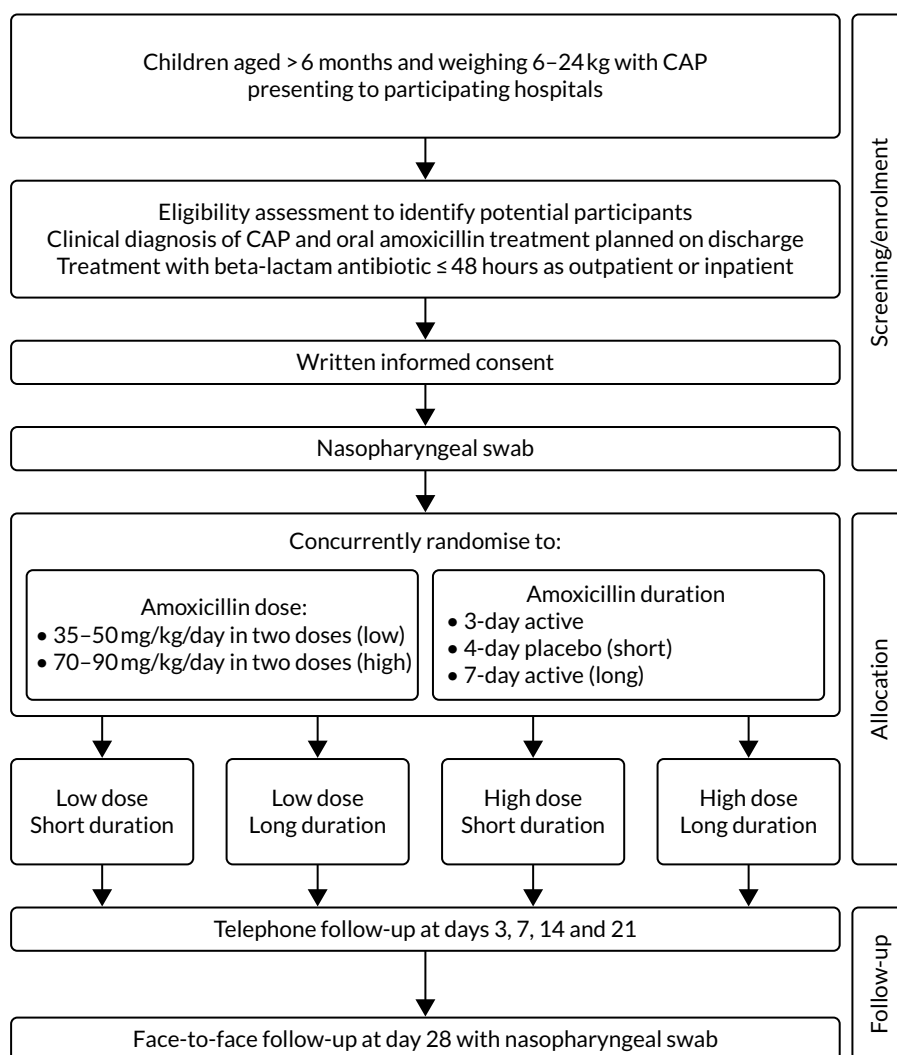 Children aged > 6 months and weighing 6–24 kg with CAP
presenting to participating hospitals
Eligibility assessment to identify potential participants
Clinical diagnosis of CAP and oral amoxicillin treatment planned on discharge
Treatment with beta-lactam antibiotic ≤ 48 hours as outpatient or inpatient
Written informed consent
Nasopharyngeal swab
Screening/enrolment
Concurrently randomise to:
Amoxicillin dose:
• 35–50 mg/kg/day in two doses (low)
• 70–90 mg/kg/day in two doses (high)
Amoxicillin duration
• 3-day active
• 4-day placebo (short)
• 7-day active (long)
Low dose
Short duration
Low dose
Long duration
High dose
Short duration
High dose
Long duration
Allocation
Telephone follow-up at days 3, 7, 14 and 21
Face-to-face follow-up at day 28 with nasopharyngeal swab
Follow-up